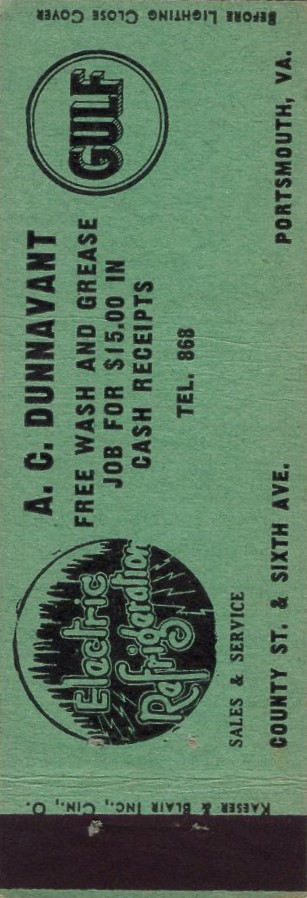 BEFORE LIGHTING CLOSE COVER
GULF
A. C. DUNNAVANT
FREE WASH AND GREASE
JOB FOR $15.00 IN
CASH RECEIPTS
TEL. 868
Electric
Refrigeration
SALES & SERVICE
COUNTY ST. & SIXTH AVE.
PORTSMOUTH, VA.
KAESER & BLAIR INC., CIN., O.